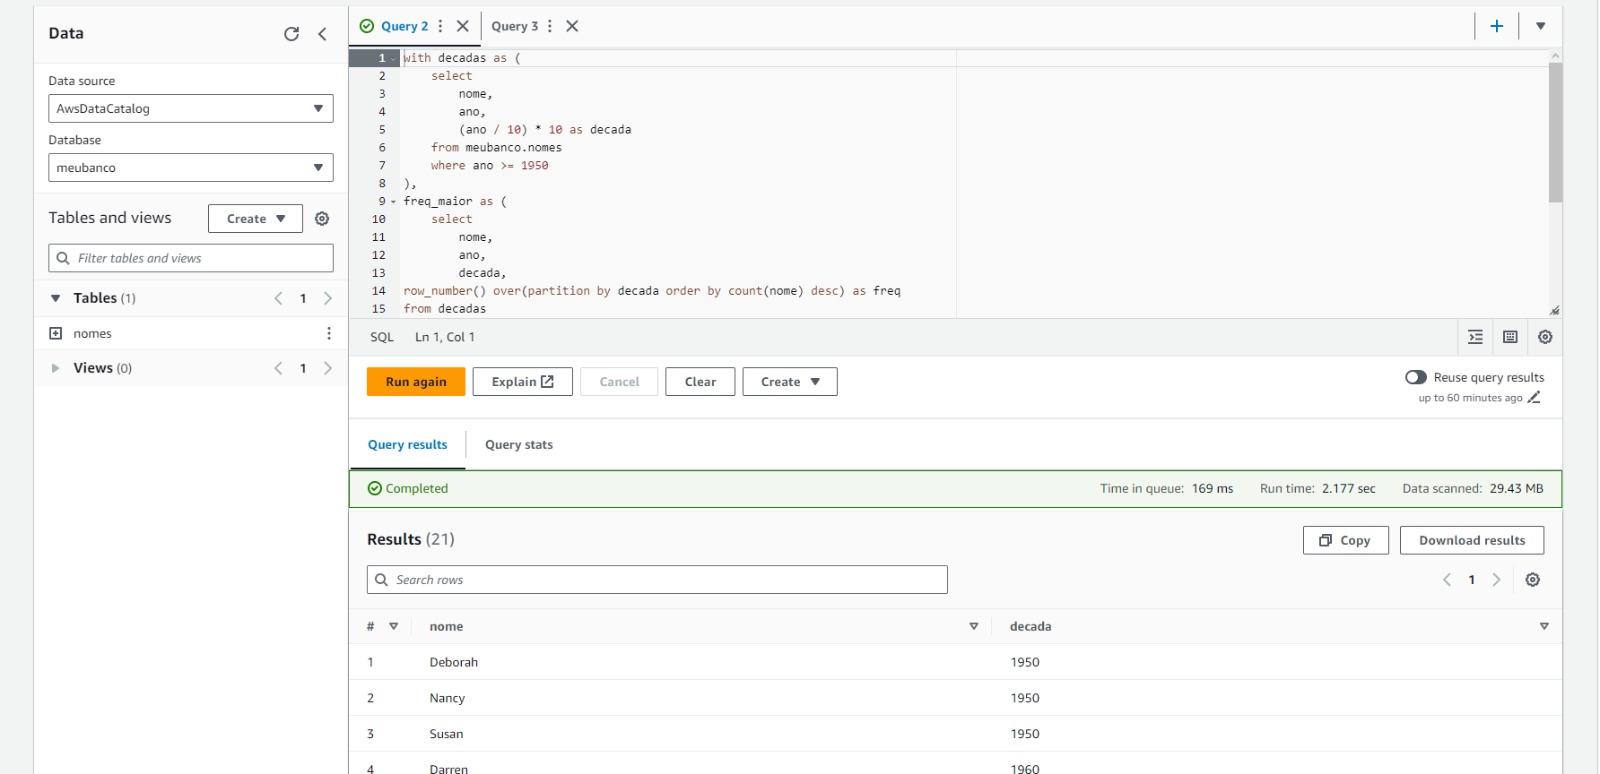 Data
Data source
AwsDataCatalog
Database
meubanco
Tables and views
Create
Filter tables and views
Tables (1)
1
nomes
Views (0)
1
Query 2
Query 3
1 with decadas as (
2 select
3 nome,
4 ano,
5 (ano / 10) * 10 as decada
6 from meubanco.nomes
7 where ano >= 1950
8 ),
9 freq_maior as (
10 select
11 nome,
12 ano,
13 decada,
14 row_number() over(partition by decada order by count(nome) desc) as freq
15 from decadas
SQL Ln 1, Col 1
Run again Explain Cancel Clear Create
Reuse query results
up to 60 minutes ago
Query results Query stats
Completed Time in queue: 169 ms Run time: 2.177 sec Data scanned: 29.43 MB
Results (21)
Copy Download results
Search rows
1
# nome decada
1 Deborah 1950
2 Nancy 1950
3 Susan 1950
4 Darren 1960